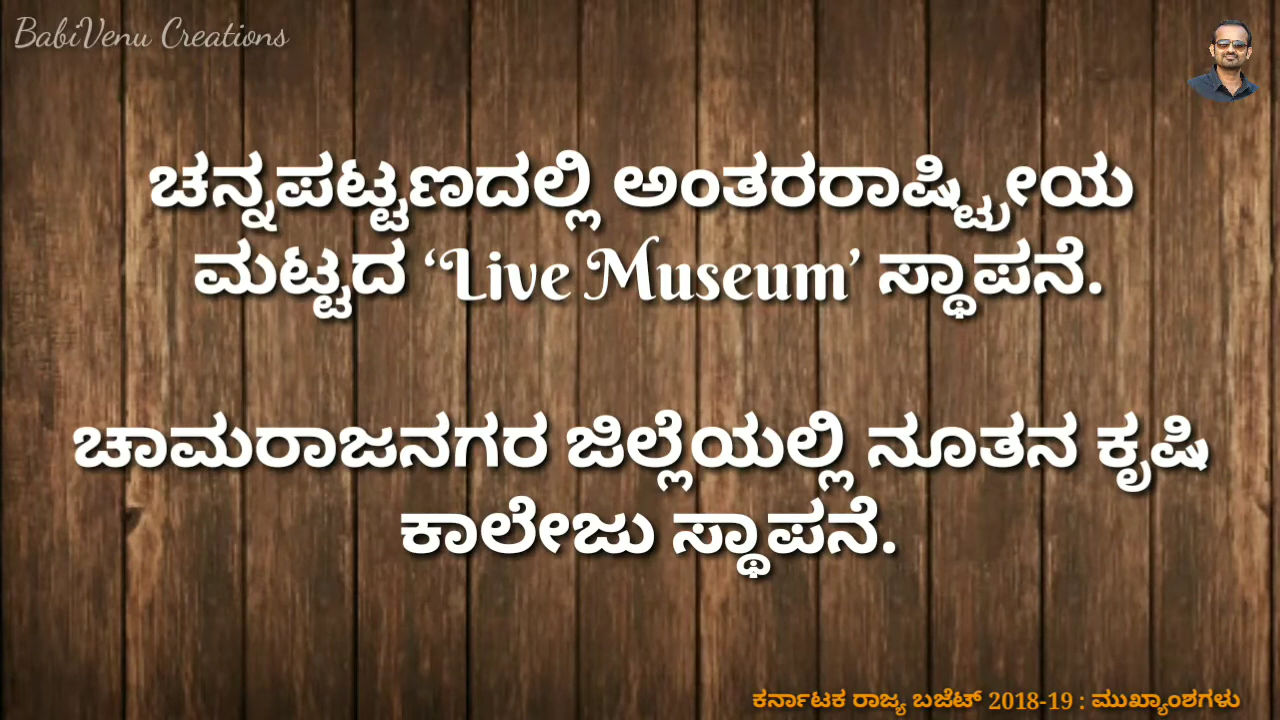 BabiVenu Creations
ಚನ್ನಪಟ್ಟಣದಲ್ಲಿ ಅಂತರರಾಷ್ಟ್ರೀಯ
ಮಟ್ಟದ ‘Live Museum’ ಸ್ಥಾಪನೆ.
ಚಾಮರಾಜನಗರ ಜಿಲ್ಲೆಯಲ್ಲಿ ನೂತನ ಕೃಷಿ
ಕಾಲೇಜು ಸ್ಥಾಪನೆ.
ಕರ್ನಾಟಕ ರಾಜ್ಯ ಬಜೆಟ್ 2018-19 : ಮುಖ್ಯಾಂಶಗಳು